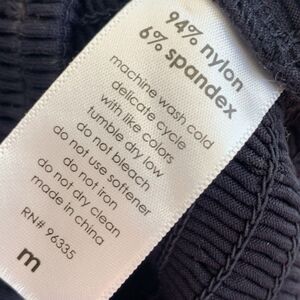 94% nylon
6% spandex
machine wash cold
delicate cycle
with like colors
tumble dry low
do not bleach
do not use softener
do not iron
do not dry clean
made in china
RN# 96335
m